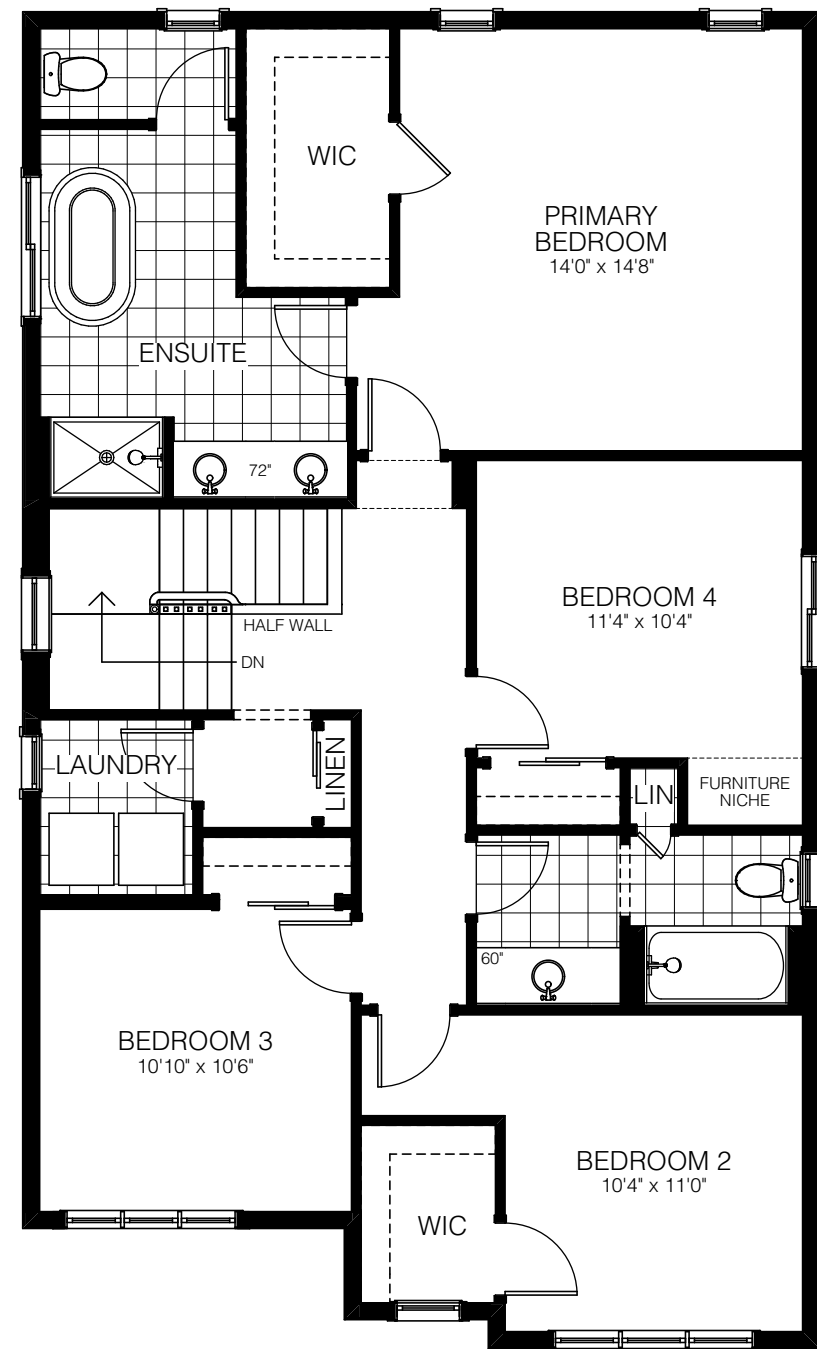 WIC
PRIMARY
BEDROOM
14'0" x 14'8"
ENSUITE
72"
BEDROOM 4
11'4" x 10'4"
HALF WALL
DN
LAUNDRY
LINEN
LIN
FURNITURE
NICHE
60"
BEDROOM 3
10'10" x 10'6"
BEDROOM 2
10'4" x 11'0"
WIC